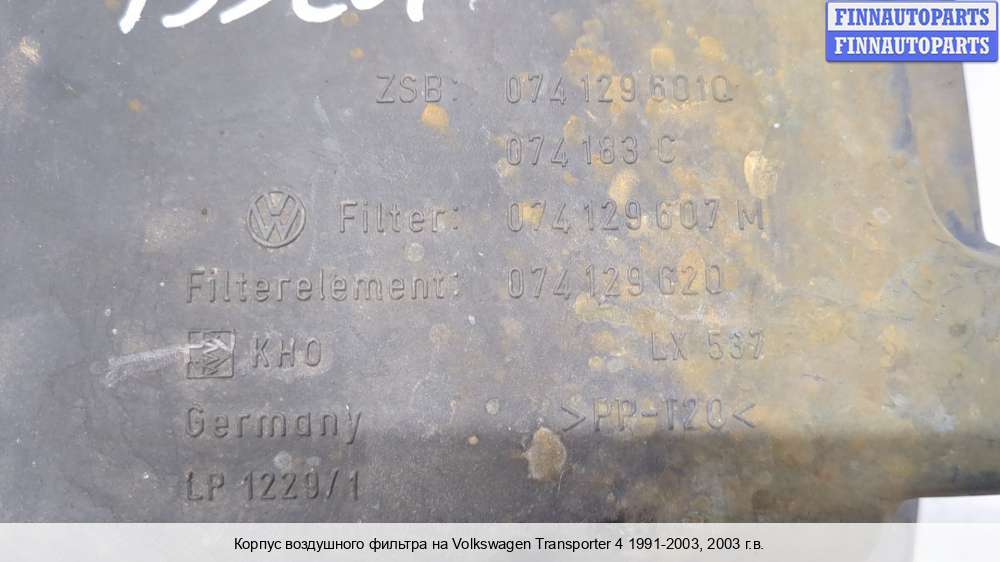 FINNAUTOPARTS
FINNAUTOPARTS
ZSB: 074 129 601Q
074 183 C
Filter: 074 129 607 M
Filterelement: 074 129 620
KHO LX 537
Germany >PP-T20<
LP 1229/1
Корпус воздушного фильтра на Volkswagen Transporter 4 1991-2003, 2003 г.в.